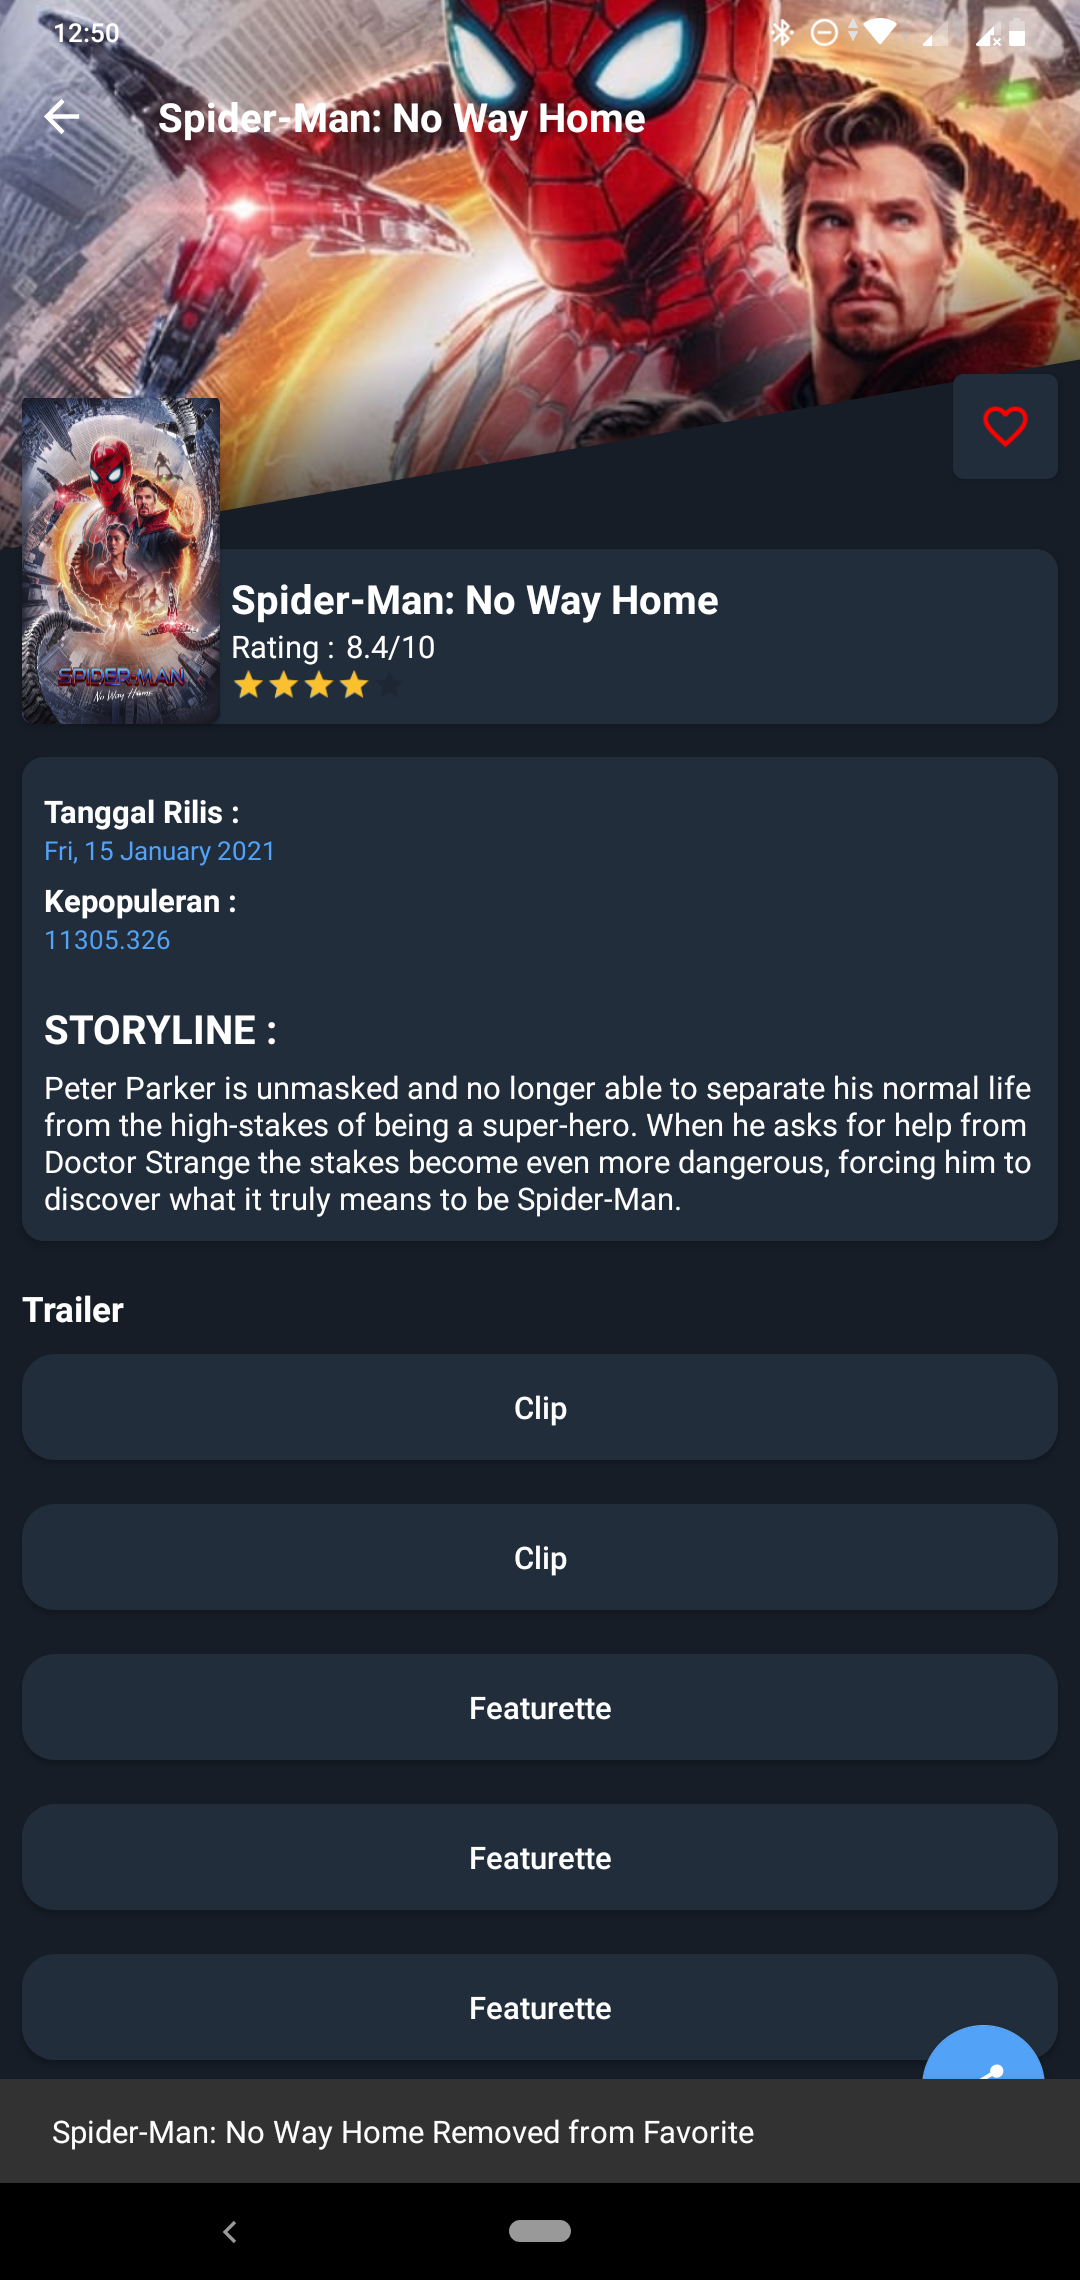 12:50
Spider-Man: No Way Home
SPIDER-MAN
No Way Home
Spider-Man: No Way Home
Rating : 8.4/10
Tanggal Rilis :
Fri, 15 January 2021
Kepopuleran :
11305.326
STORYLINE :
Peter Parker is unmasked and no longer able to separate his normal life
from the high-stakes of being a super-hero. When he asks for help from
Doctor Strange the stakes become even more dangerous, forcing him to
discover what it truly means to be Spider-Man.
Trailer
Clip
Clip
Featurette
Featurette
Featurette
Spider-Man: No Way Home Removed from Favorite